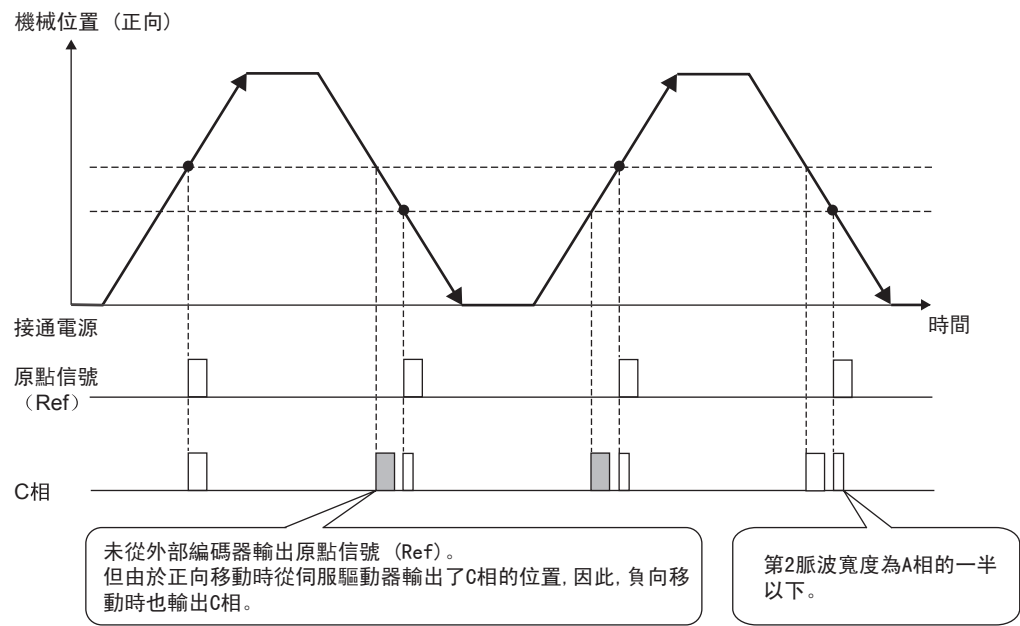 機械位置 (正向)
接通電源
時間
原點信號
（Ref）
C相
未從外部編碼器輸出原點信號 (Ref)。
但由於正向移動時從伺服驅動器輸出了C相的位置, 因此, 負向移
動時也輸出C相。
第2脈波寬度為A相的一半
以下。